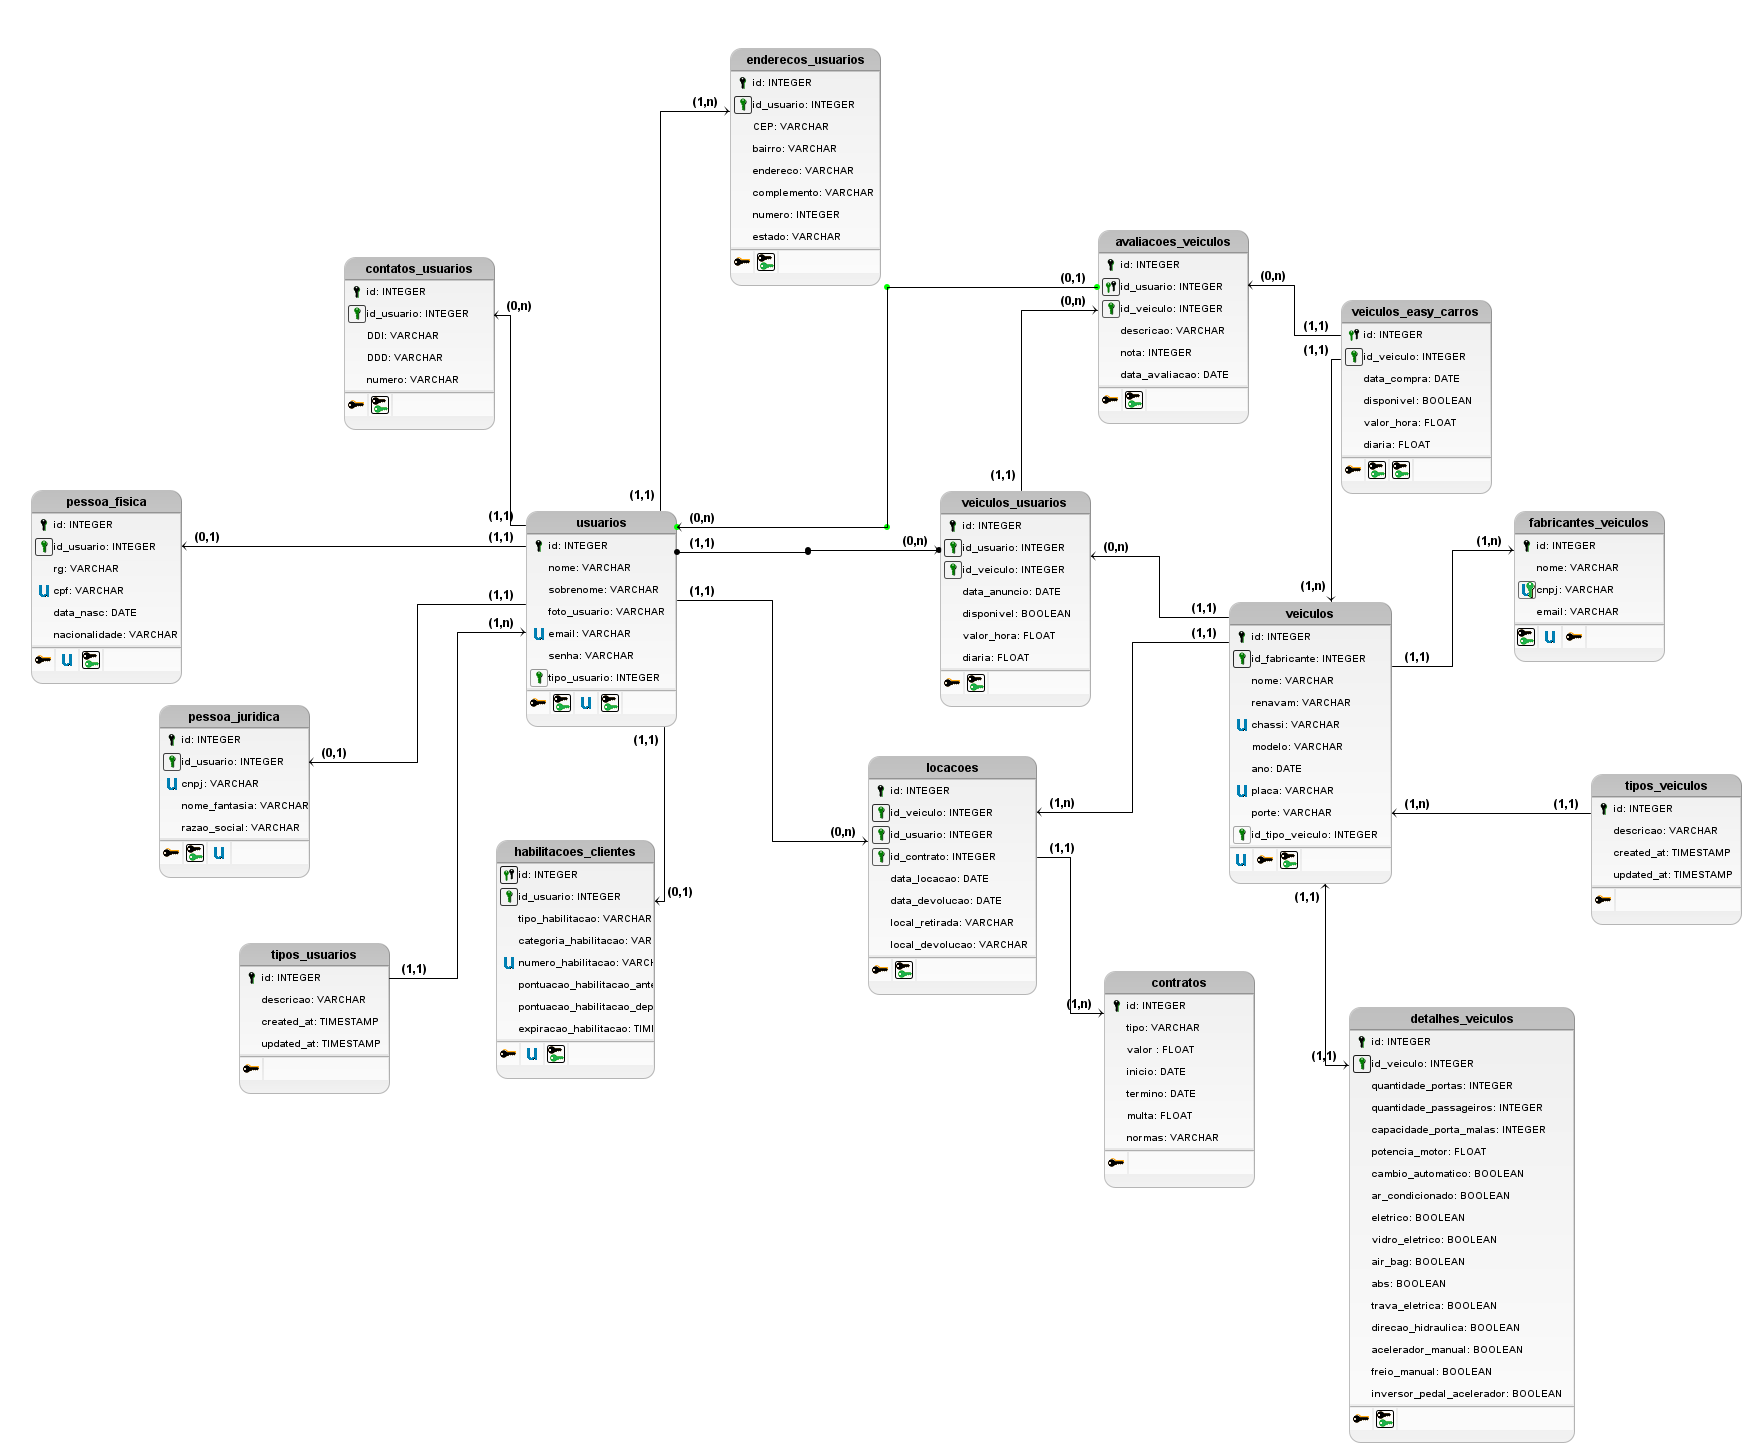 enderecos_usuarios
id: INTEGER
id_usuario: INTEGER
CEP: VARCHAR
bairro: VARCHAR
endereco: VARCHAR
complemento: VARCHAR
numero: INTEGER
estado: VARCHAR
(1,n)
(1,1)
contatos_usuarios
id: INTEGER
id_usuario: INTEGER
DDI: VARCHAR
DDD: VARCHAR
numero: VARCHAR
(0,n)
(1,1)
avaliacoes_veiculos
id: INTEGER
id_usuario: INTEGER
id_veiculo: INTEGER
descricao: VARCHAR
nota: INTEGER
data_avaliacao: DATE
(0,1)
(0,n)
(0,n)
veiculos_easy_carros
id: INTEGER
id_veiculo: INTEGER
data_compra: DATE
disponivel: BOOLEAN
valor_hora: FLOAT
diaria: FLOAT
(1,1)
(1,1)
pessoa_fisica
id: INTEGER
id_usuario: INTEGER
rg: VARCHAR
u cpf: VARCHAR
data_nasc: DATE
nacionalidade: VARCHAR
u
(0,1)
(1,1)
usuarios
id: INTEGER
nome: VARCHAR
sobrenome: VARCHAR
foto_usuario: VARCHAR
u email: VARCHAR
senha: VARCHAR
tipo_usuario: INTEGER
u
(0,n)
(1,1)
(0,n)
(1,1)
(1,1)
(1,n)
(1,1)
veiculos_usuarios
id: INTEGER
id_usuario: INTEGER
id_veiculo: INTEGER
data_anuncio: DATE
disponivel: BOOLEAN
valor_hora: FLOAT
diaria: FLOAT
(1,1)
(0,n)
fabricantes_veiculos
id: INTEGER
nome: VARCHAR
u cnpj: VARCHAR
email: VARCHAR
u
(1,n)
(1,1)
veiculos
id: INTEGER
id_fabricante: INTEGER
nome: VARCHAR
renavam: VARCHAR
u chassi: VARCHAR
modelo: VARCHAR
ano: DATE
u placa: VARCHAR
porte: VARCHAR
id_tipo_veiculo: INTEGER
u
(1,n)
(1,1)
(1,1)
(1,n)
(1,1)
(1,1)
pessoa_juridica
id: INTEGER
id_usuario: INTEGER
u cnpj: VARCHAR
nome_fantasia: VARCHAR
razao_social: VARCHAR
u
(0,1)
locacoes
id: INTEGER
id_veiculo: INTEGER
id_usuario: INTEGER
id_contrato: INTEGER
data_locacao: DATE
data_devolucao: DATE
local_retirada: VARCHAR
local_devolucao: VARCHAR
(0,n)
(1,n)
(1,1)
tipos_veiculos
id: INTEGER
descricao: VARCHAR
created_at: TIMESTAMP
updated_at: TIMESTAMP
habilitacoes_clientes
id: INTEGER
id_usuario: INTEGER
tipo_habilitacao: VARCHAR
categoria_habilitacao: VAR
u numero_habilitacao: VARCH
pontuacao_habilitacao_ante
pontuacao_habilitacao_dep
expiracao_habilitacao: TIMI
u
(0,1)
tipos_usuarios
id: INTEGER
descricao: VARCHAR
created_at: TIMESTAMP
updated_at: TIMESTAMP
(1,1)
contratos
id: INTEGER
tipo: VARCHAR
valor : FLOAT
inicio: DATE
termino: DATE
multa: FLOAT
normas: VARCHAR
(1,n)
detalhes_veiculos
id: INTEGER
id_veiculo: INTEGER
quantidade_portas: INTEGER
quantidade_passageiros: INTEGER
capacidade_porta_malas: INTEGER
potencia_motor: FLOAT
cambio_automatico: BOOLEAN
ar_condicionado: BOOLEAN
eletrico: BOOLEAN
vidro_eletrico: BOOLEAN
air_bag: BOOLEAN
abs: BOOLEAN
trava_eletrica: BOOLEAN
direcao_hidraulica: BOOLEAN
acelerador_manual: BOOLEAN
freio_manual: BOOLEAN
inversor_pedal_acelerador: BOOLEAN
(1,1)